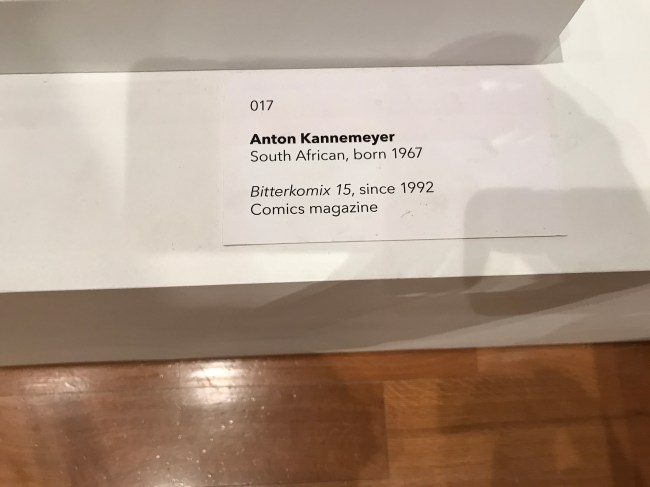 017
Anton Kannemeyer
South African, born 1967
Bitterkomix 15, since 1992
Comics magazine